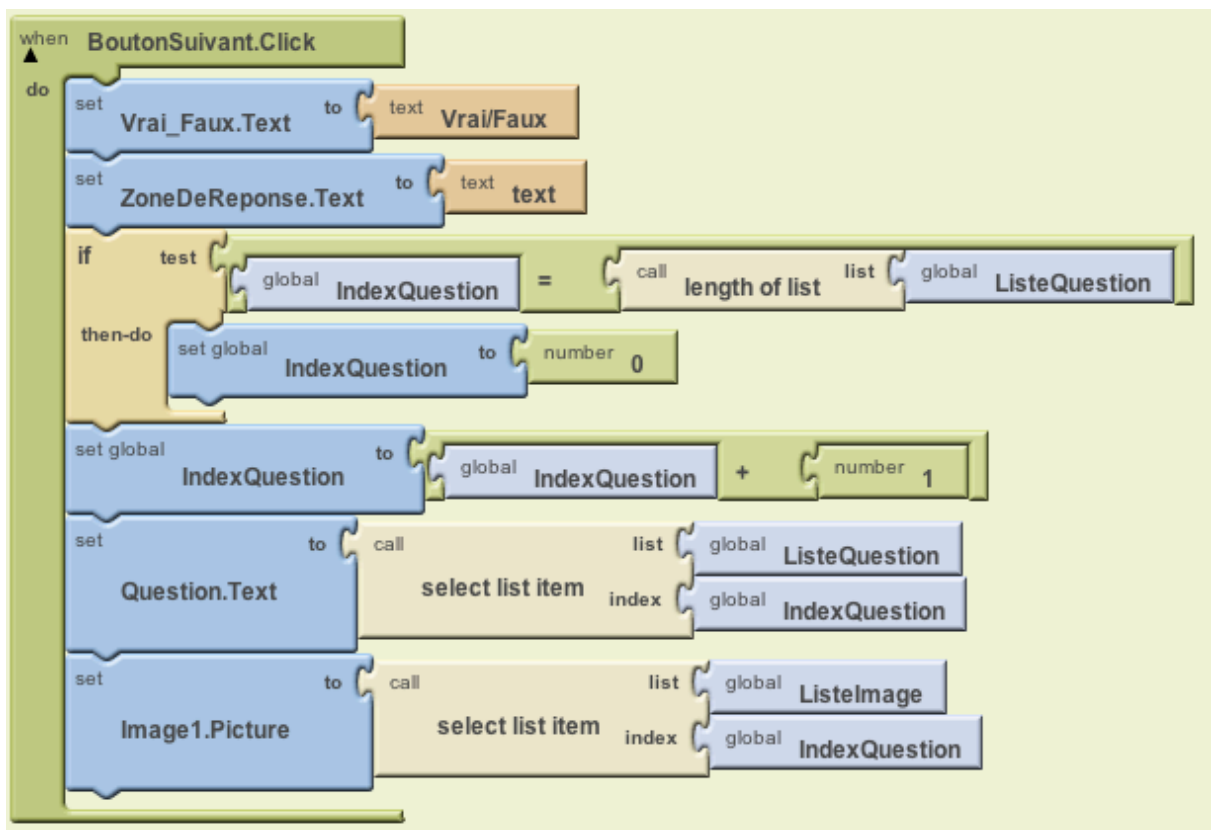 when BoutonSuivant.Click
do
set Vrai_Faux.Text to text Vrai/Faux
set ZoneDeReponse.Text to text text
if test global IndexQuestion = call length of list list global ListeQuestion
then-do set global IndexQuestion to number 0
set global IndexQuestion to global IndexQuestion + number 1
set Question.Text to call select list item list global ListeQuestion
index global IndexQuestion
set Image1.Picture to call select list item list global ListeImage
index global IndexQuestion